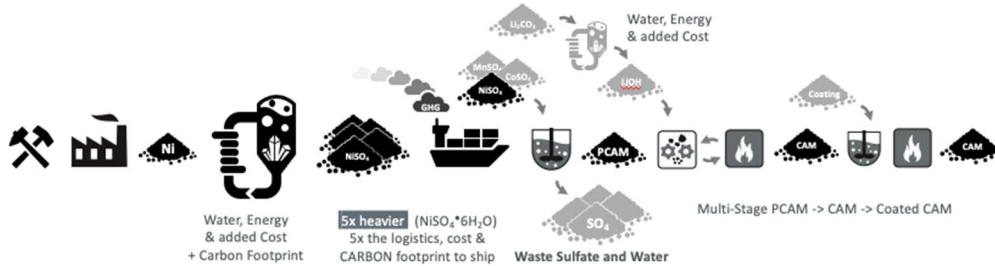 Li₂CO₃
Water, Energy
& added Cost
MnSO₄
CoSO₄
NiSO₄
LiOH
GHG
Coating
Ni
NiSO₄
PCAM
CAM
CAM
SO₄
Water, Energy
& added Cost
+ Carbon Footprint
5x heavier (NiSO₄*6H₂O)
5x the logistics, cost &
CARBON footprint to ship
Waste Sulfate and Water
Multi-Stage PCAM -> CAM -> Coated CAM